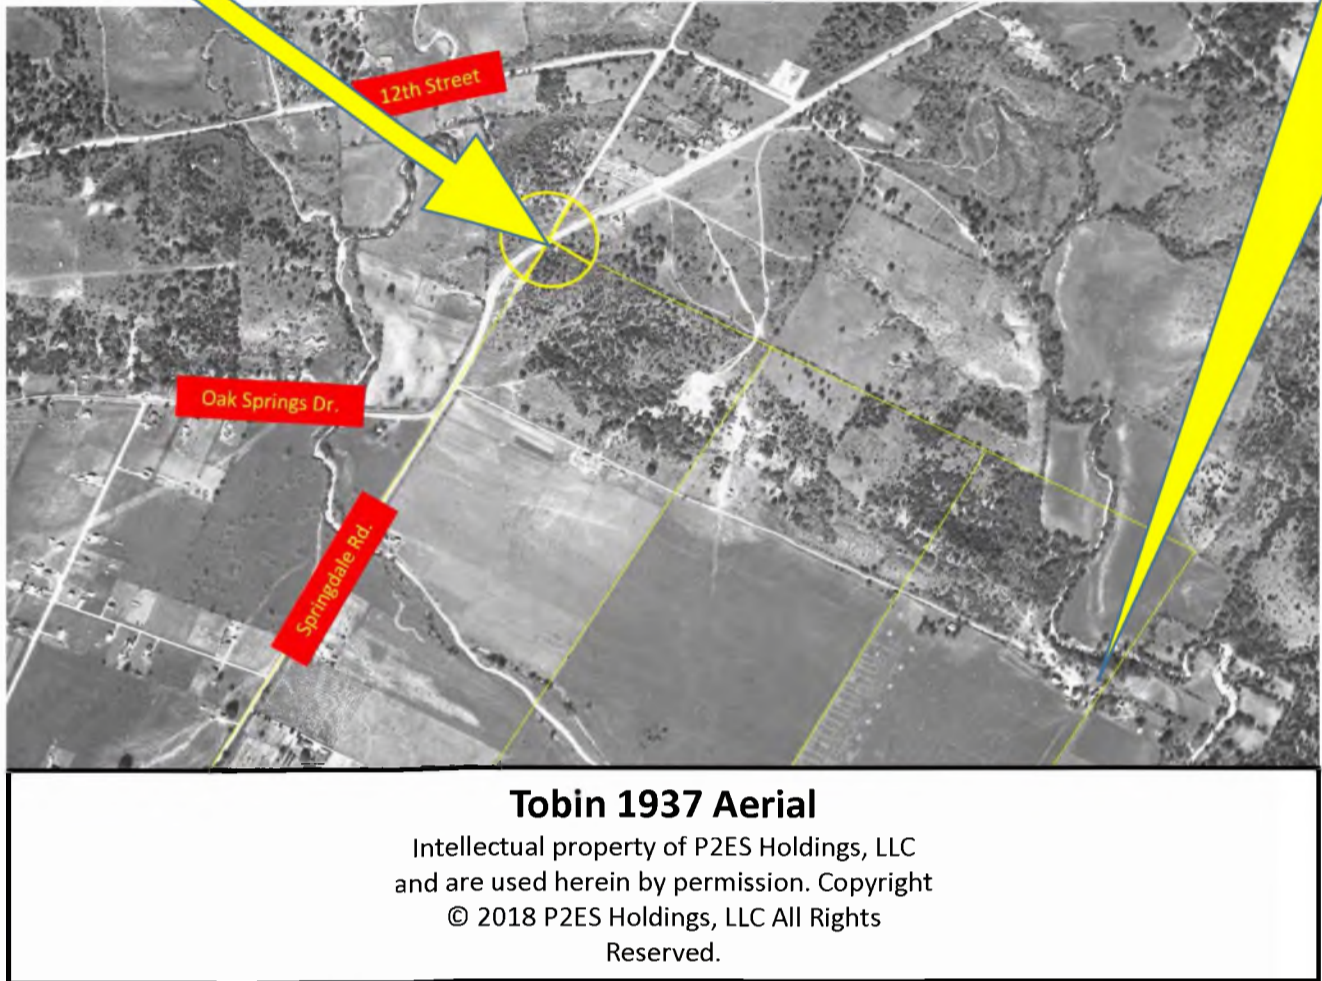 12th Street
Oak Springs Dr.
Springdale Rd.
Tobin 1937 Aerial
Intellectual property of P2ES Holdings, LLC
and are used herein by permission. Copyright
© 2018 P2ES Holdings, LLC All Rights
Reserved.